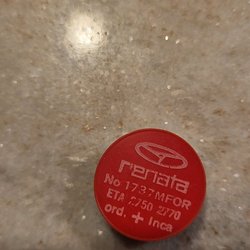 renata
No 1737MFOR
ETA 2750 2770
ord. + Inca